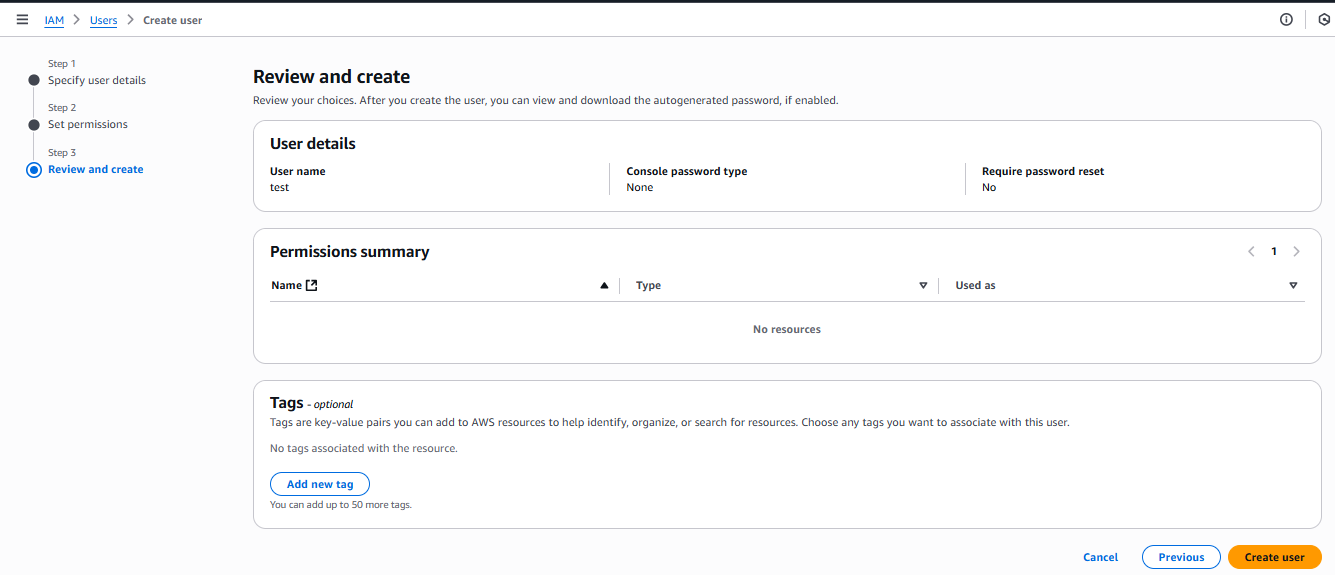 IAM > Users > Create user
Step 1
Specify user details
Step 2
Set permissions
Step 3
Review and create
Review and create
Review your choices. After you create the user, you can view and download the autogenerated password, if enabled.
User details
User name
test
Console password type
None
Require password reset
No
Permissions summary
1
Name
Type
Used as
No resources
Tags - optional
Tags are key-value pairs you can add to AWS resources to help identify, organize, or search for resources. Choose any tags you want to associate with this user.
No tags associated with the resource.
Add new tag
You can add up to 50 more tags.
Cancel
Previous
Create user